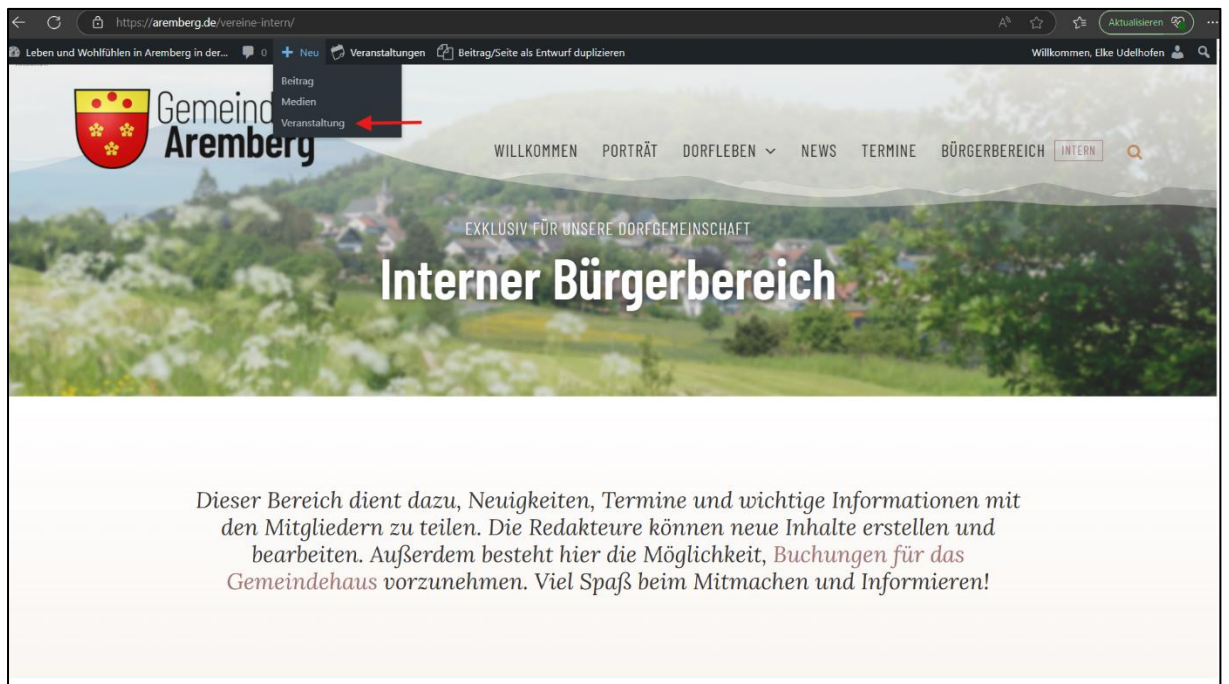 https://aremberg.de/vereine-intern/
Aktualisieren
Leben und Wohlfühlen in Aremberg in der... 0 + Neu Veranstaltungen Beitrag/Seite als Entwurf duplizieren Willkommen, Elke Udelhofen
Beitrag
Medien
Veranstaltung
Gemeind
Aremberg
WILLKOMMEN PORTRÄT DORFLEBEN NEWS TERMINE BÜRGERBEREICH INTERN
EXKLUSIV FÜR UNSERE DORFGEMEINSCHAFT
Interner Bürgerbereich
Dieser Bereich dient dazu, Neuigkeiten, Termine und wichtige Informationen mit
den Mitgliedern zu teilen. Die Redakteure können neue Inhalte erstellen und
bearbeiten. Außerdem besteht hier die Möglichkeit, Buchungen für das
Gemeindehaus vorzunehmen. Viel Spaß beim Mitmachen und Informieren!